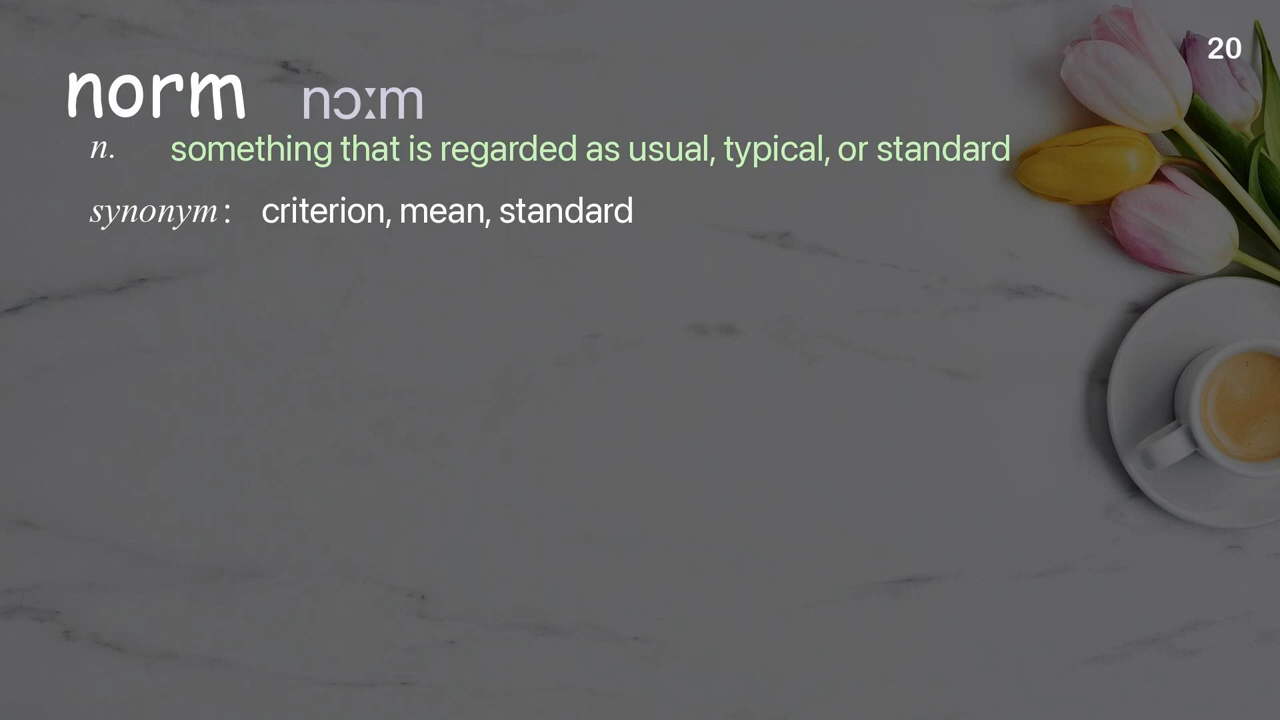 20
norm nɔːm
n. something that is regarded as usual, typical, or standard
synonym: criterion, mean, standard